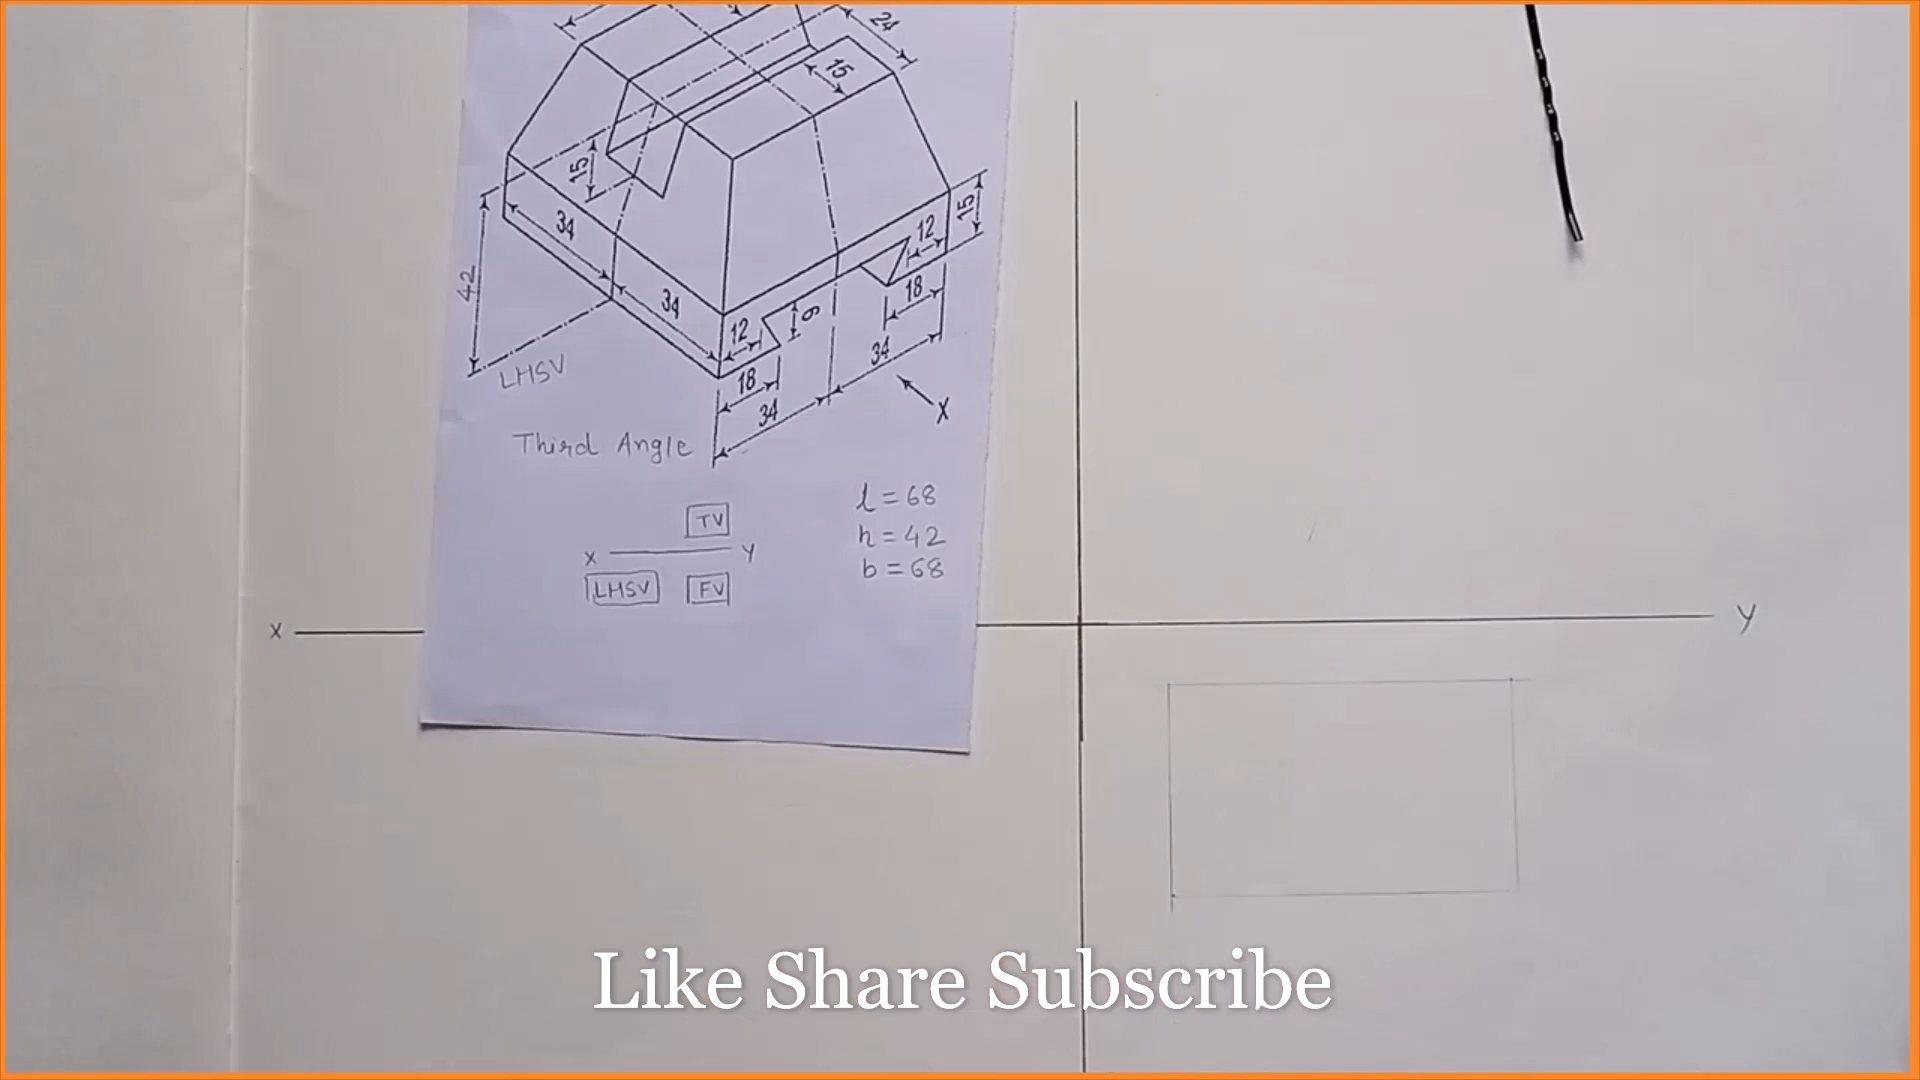 24
15
15
15
34
12
42
34
18
12
9
34
18
LHSV
34
X
Third Angle
l = 68
TV
h = 42
x y
b = 68
LHSV FV
x y
Like Share Subscribe